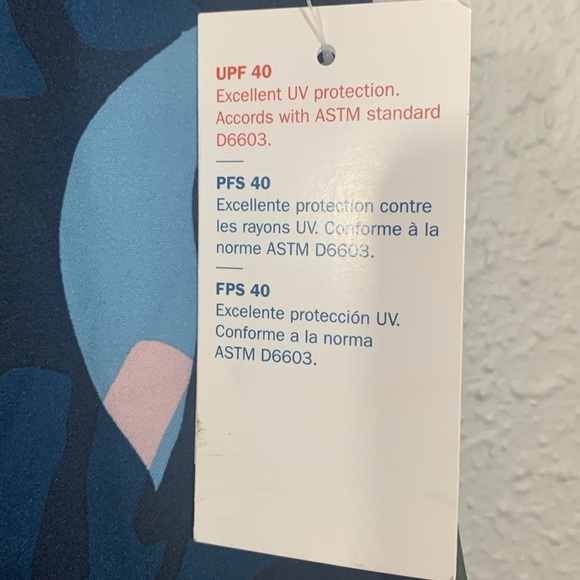 UPF 40
Excellent UV protection.
Accords with ASTM standard
D6603.
PFS 40
Excellente protection contre
les rayons UV. Conforme à la
norme ASTM D6603.
FPS 40
Excelente protección UV.
Conforme a la norma
ASTM D6603.